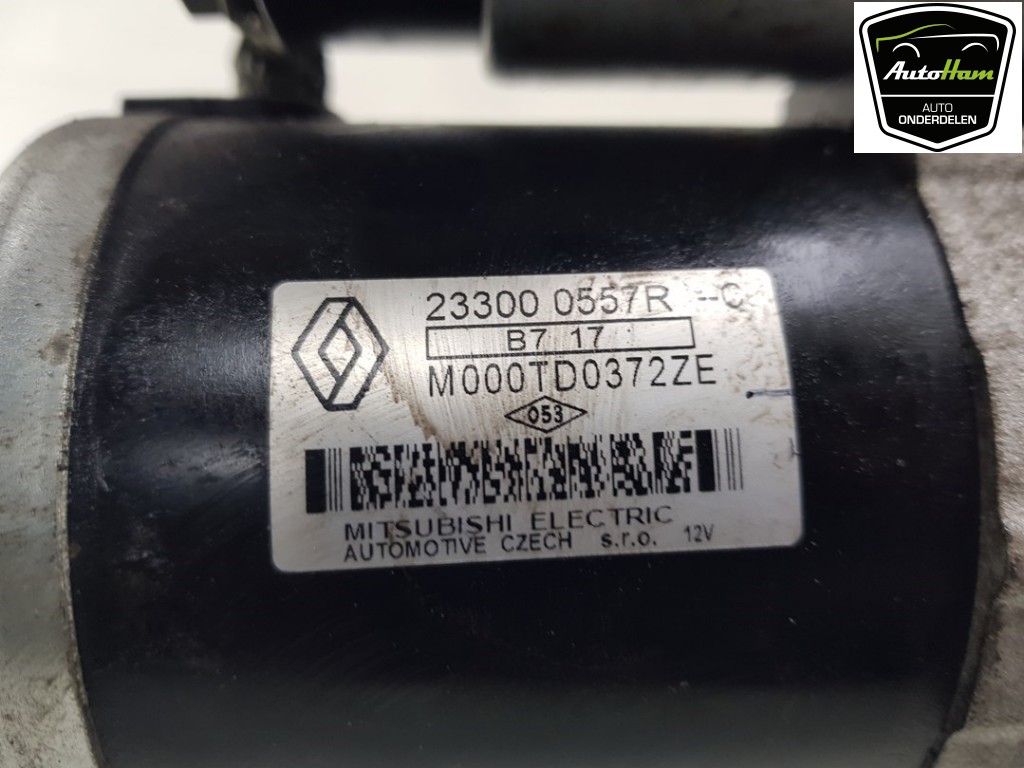 AutoHam
AUTO
ONDERDELEN
23300 0557R --C
B7 17
M000TD0372ZE
053
MITSUBISHI ELECTRIC
AUTOMOTIVE CZECH s.r.o. 12V